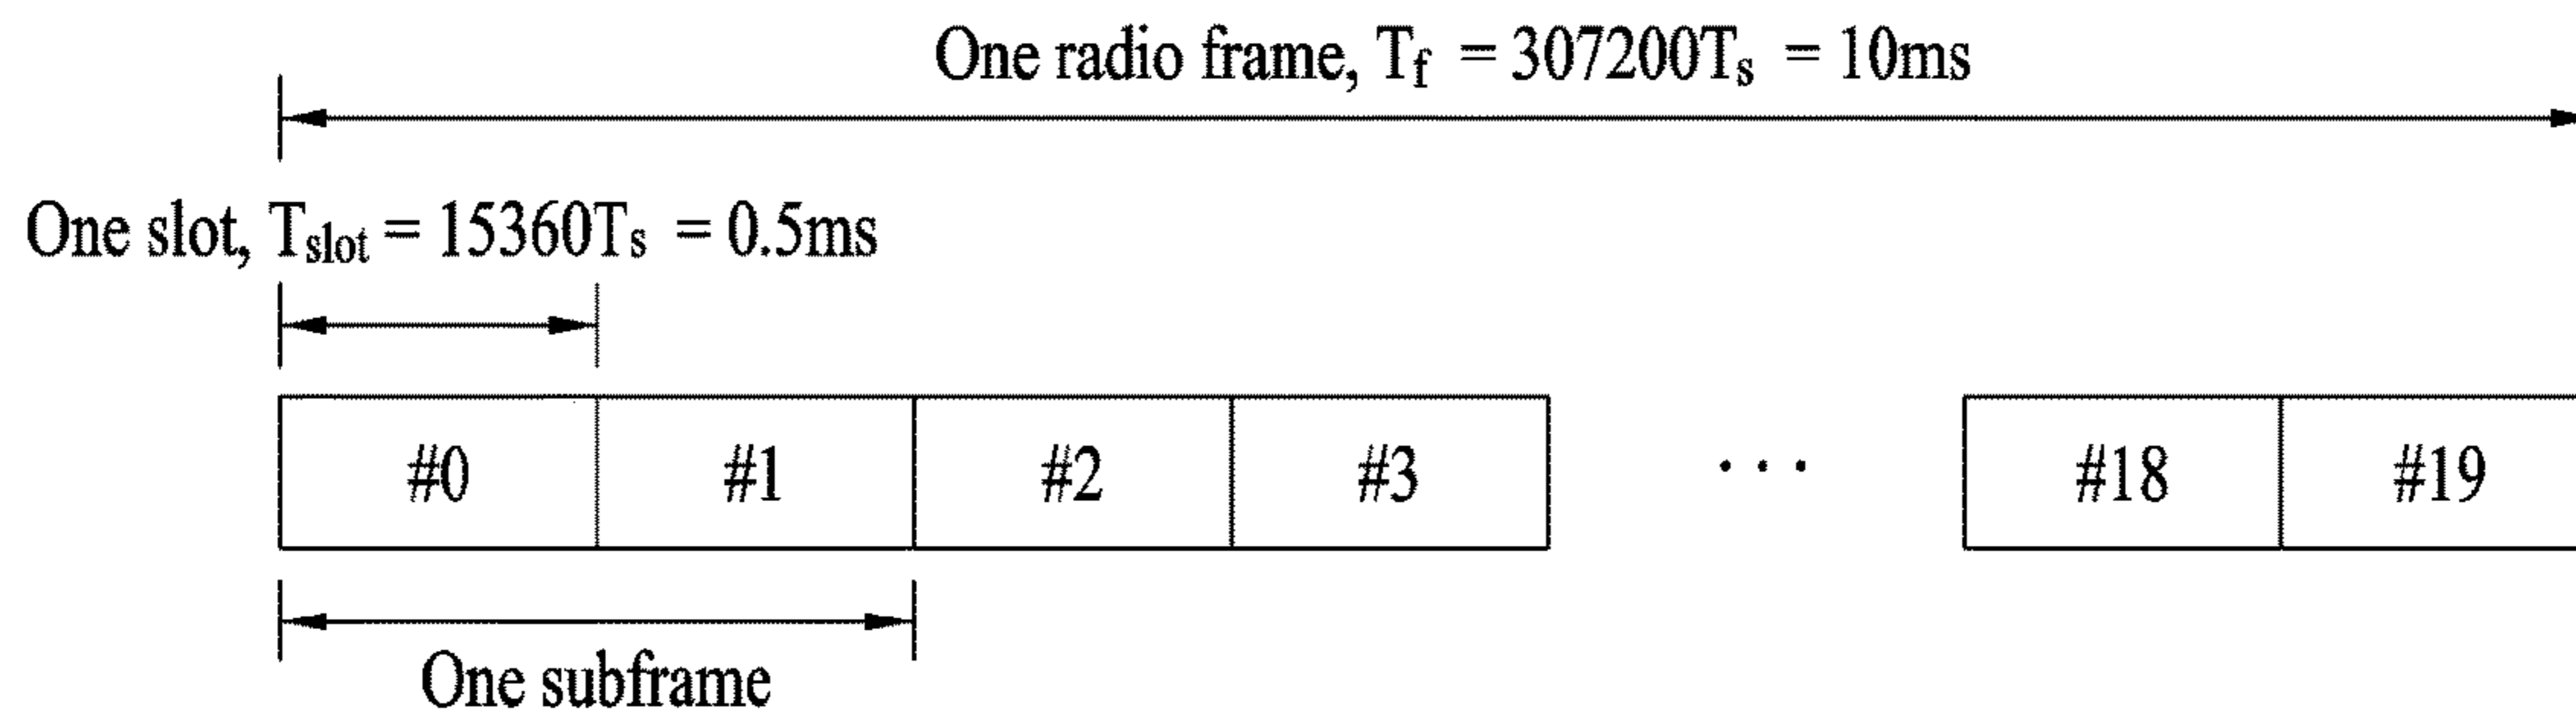 One radio frame, Tf = 307200Ts = 10ms
One slot, Tslot = 15360Ts = 0.5ms
#0 #1 #2 #3 · · · #18 #19
One subframe